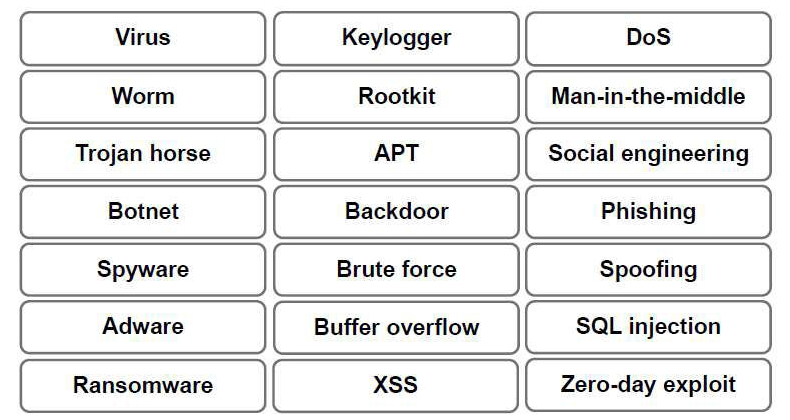 Virus
Keylogger
DoS
Worm
Rootkit
Man-in-the-middle
Trojan horse
APT
Social engineering
Botnet
Backdoor
Phishing
Spyware
Brute force
Spoofing
Adware
Buffer overflow
SQL injection
Ransomware
XSS
Zero-day exploit